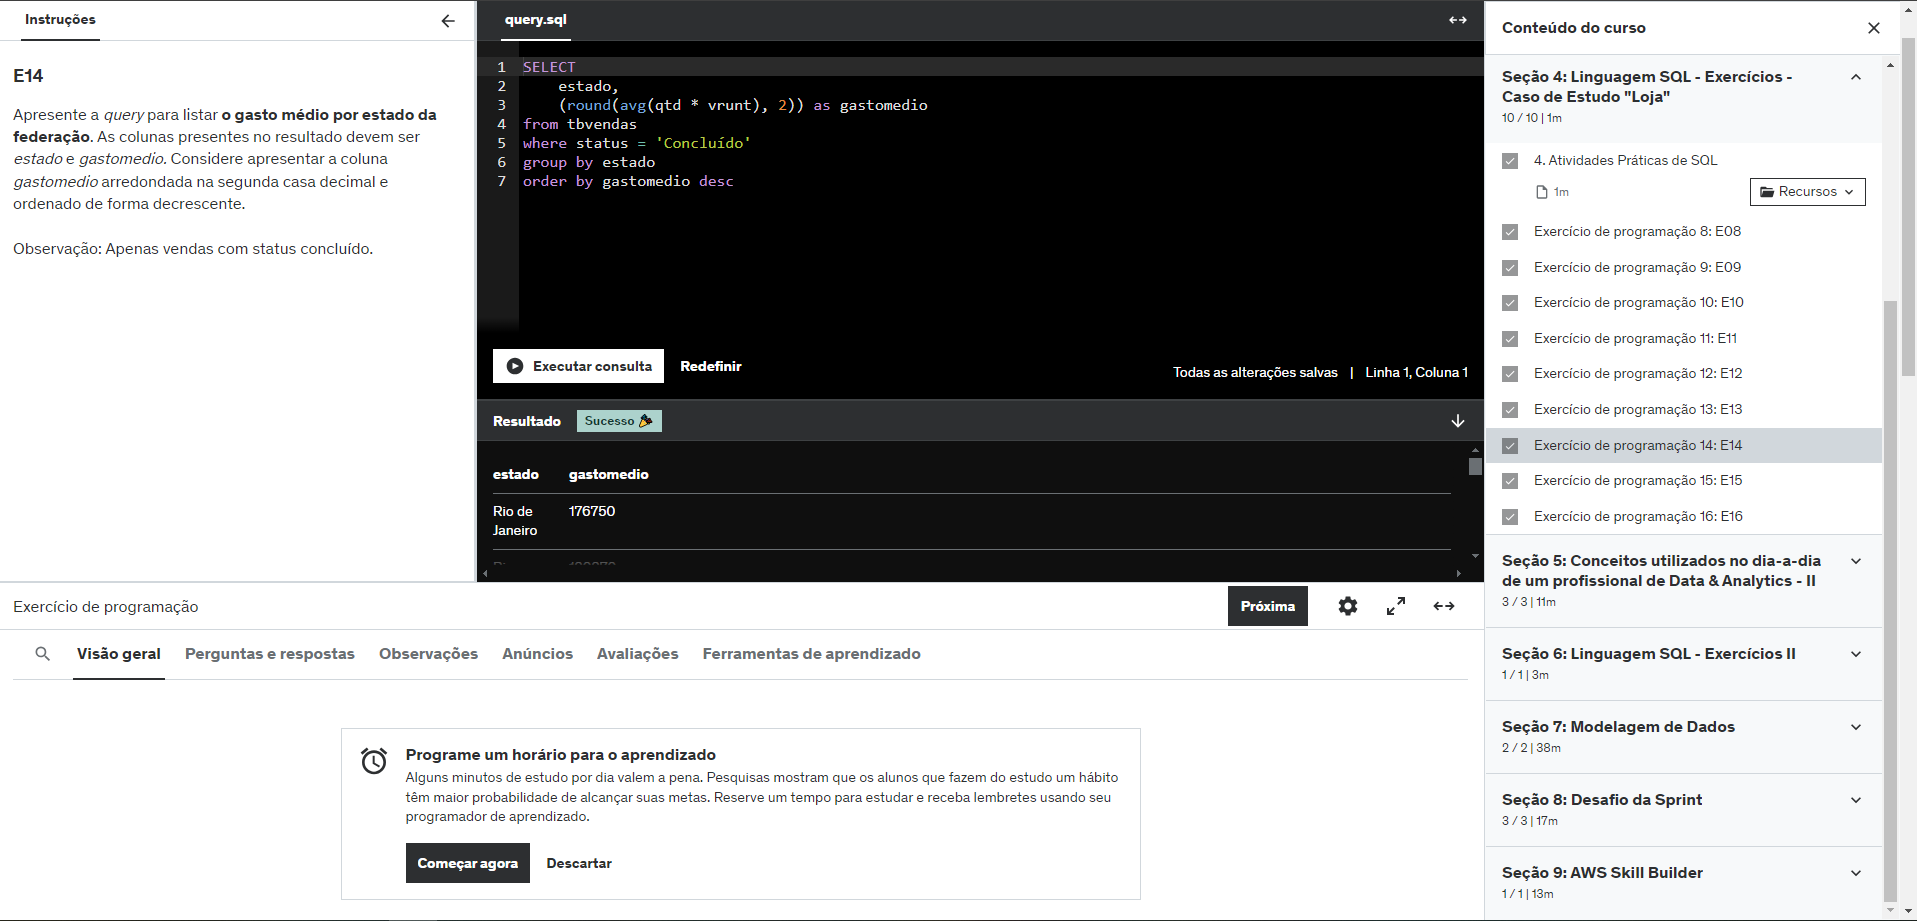 Instruções
E14
Apresente a query para listar o gasto médio por estado da
federação. As colunas presentes no resultado devem ser
estado e gastomedio. Considere apresentar a coluna
gastomedio arredondada na segunda casa decimal e
ordenado de forma decrescente.
Observação: Apenas vendas com status concluído.
query.sql
1 SELECT
2 estado,
3 (round(avg(qtd * vrunt), 2)) as gastomedio
4 from tbvendas
5 where status = 'Concluído'
6 group by estado
7 order by gastomedio desc
Executar consulta
Redefinir
Todas as alterações salvas | Linha 1, Coluna 1
Resultado
Sucesso
estado gastomedio
Rio de 176750
Janeiro
Exercício de programação
Próxima
Visão geral
Perguntas e respostas
Observações
Anúncios
Avaliações
Ferramentas de aprendizado
Programe um horário para o aprendizado
Alguns minutos de estudo por dia valem a pena. Pesquisas mostram que os alunos que fazem do estudo um hábito
têm maior probabilidade de alcançar suas metas. Reserve um tempo para estudar e receba lembretes usando seu
programador de aprendizado.
Começar agora
Descartar
Conteúdo do curso
Seção 4: Linguagem SQL - Exercícios -
Caso de Estudo "Loja"
10 / 10 | 1m
4. Atividades Práticas de SQL
1m
Recursos
Exercício de programação 8: E08
Exercício de programação 9: E09
Exercício de programação 10: E10
Exercício de programação 11: E11
Exercício de programação 12: E12
Exercício de programação 13: E13
Exercício de programação 14: E14
Exercício de programação 15: E15
Exercício de programação 16: E16
Seção 5: Conceitos utilizados no dia-a-dia
de um profissional de Data & Analytics - II
3 / 3 | 11m
Seção 6: Linguagem SQL - Exercícios II
1 / 1 | 3m
Seção 7: Modelagem de Dados
2 / 2 | 38m
Seção 8: Desafio da Sprint
3 / 3 | 17m
Seção 9: AWS Skill Builder
1 / 1 | 13m